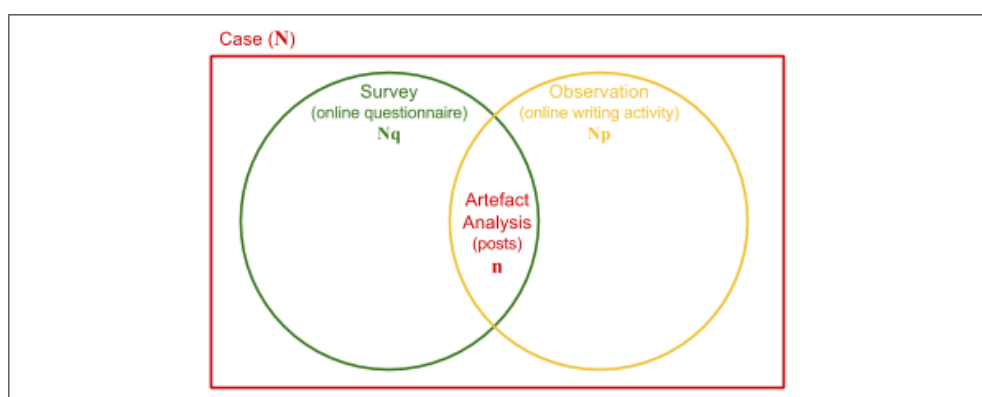 Case (N)
Survey
(online questionnaire)
Nq
Observation
(online writing activity)
Np
Artefact
Analysis
(posts)
n